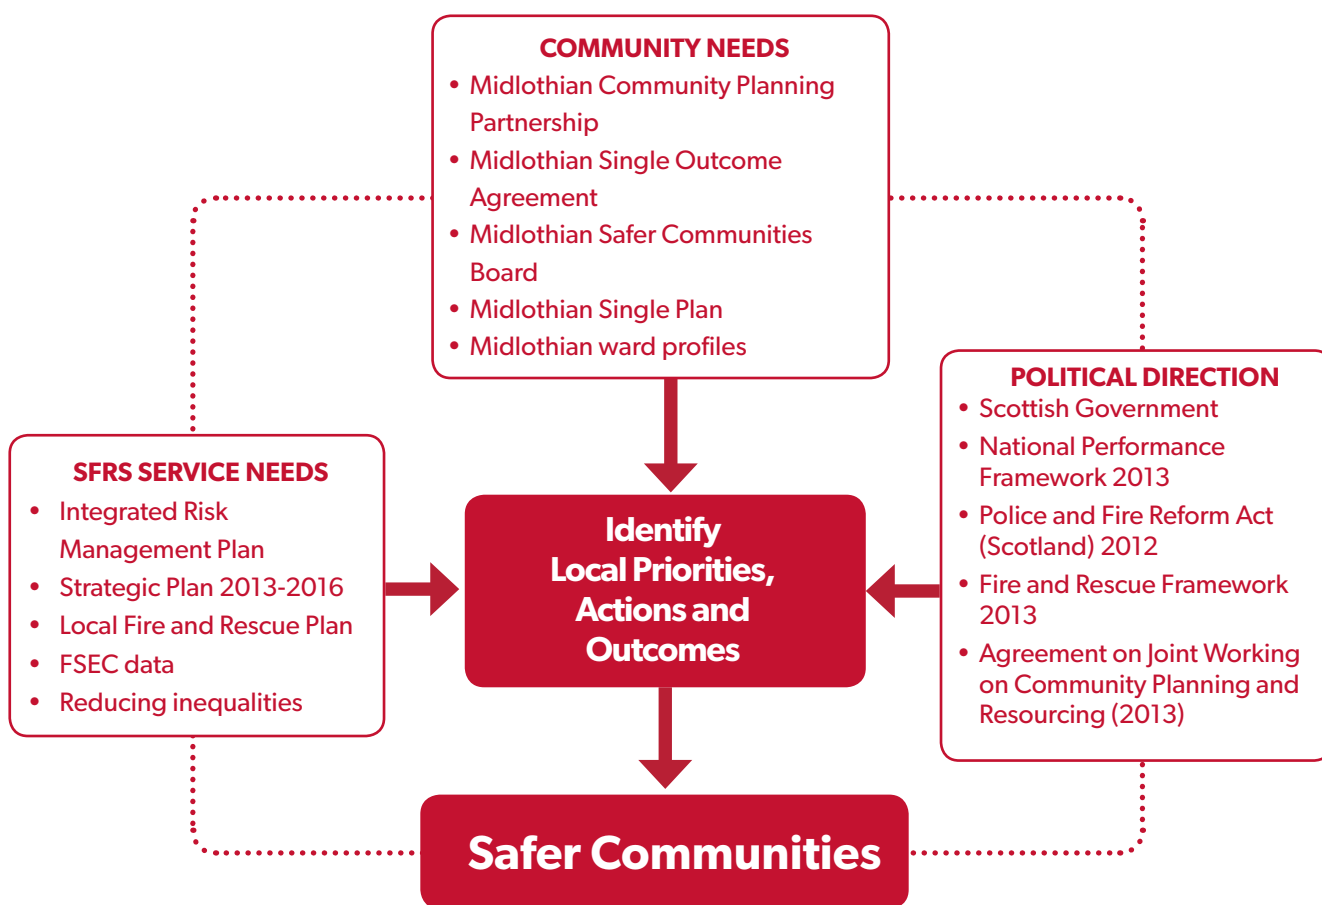 COMMUNITY NEEDS
• Midlothian Community Planning
Partnership
• Midlothian Single Outcome
Agreement
• Midlothian Safer Communities
Board
• Midlothian Single Plan
• Midlothian ward profiles
SFRS SERVICE NEEDS
• Integrated Risk
Management Plan
• Strategic Plan 2013-2016
• Local Fire and Rescue Plan
• FSEC data
• Reducing inequalities
Identify
Local Priorities,
Actions and
Outcomes
POLITICAL DIRECTION
• Scottish Government
• National Performance
Framework 2013
• Police and Fire Reform Act
(Scotland) 2012
• Fire and Rescue Framework
2013
• Agreement on Joint Working
on Community Planning and
Resourcing (2013)
Safer Communities